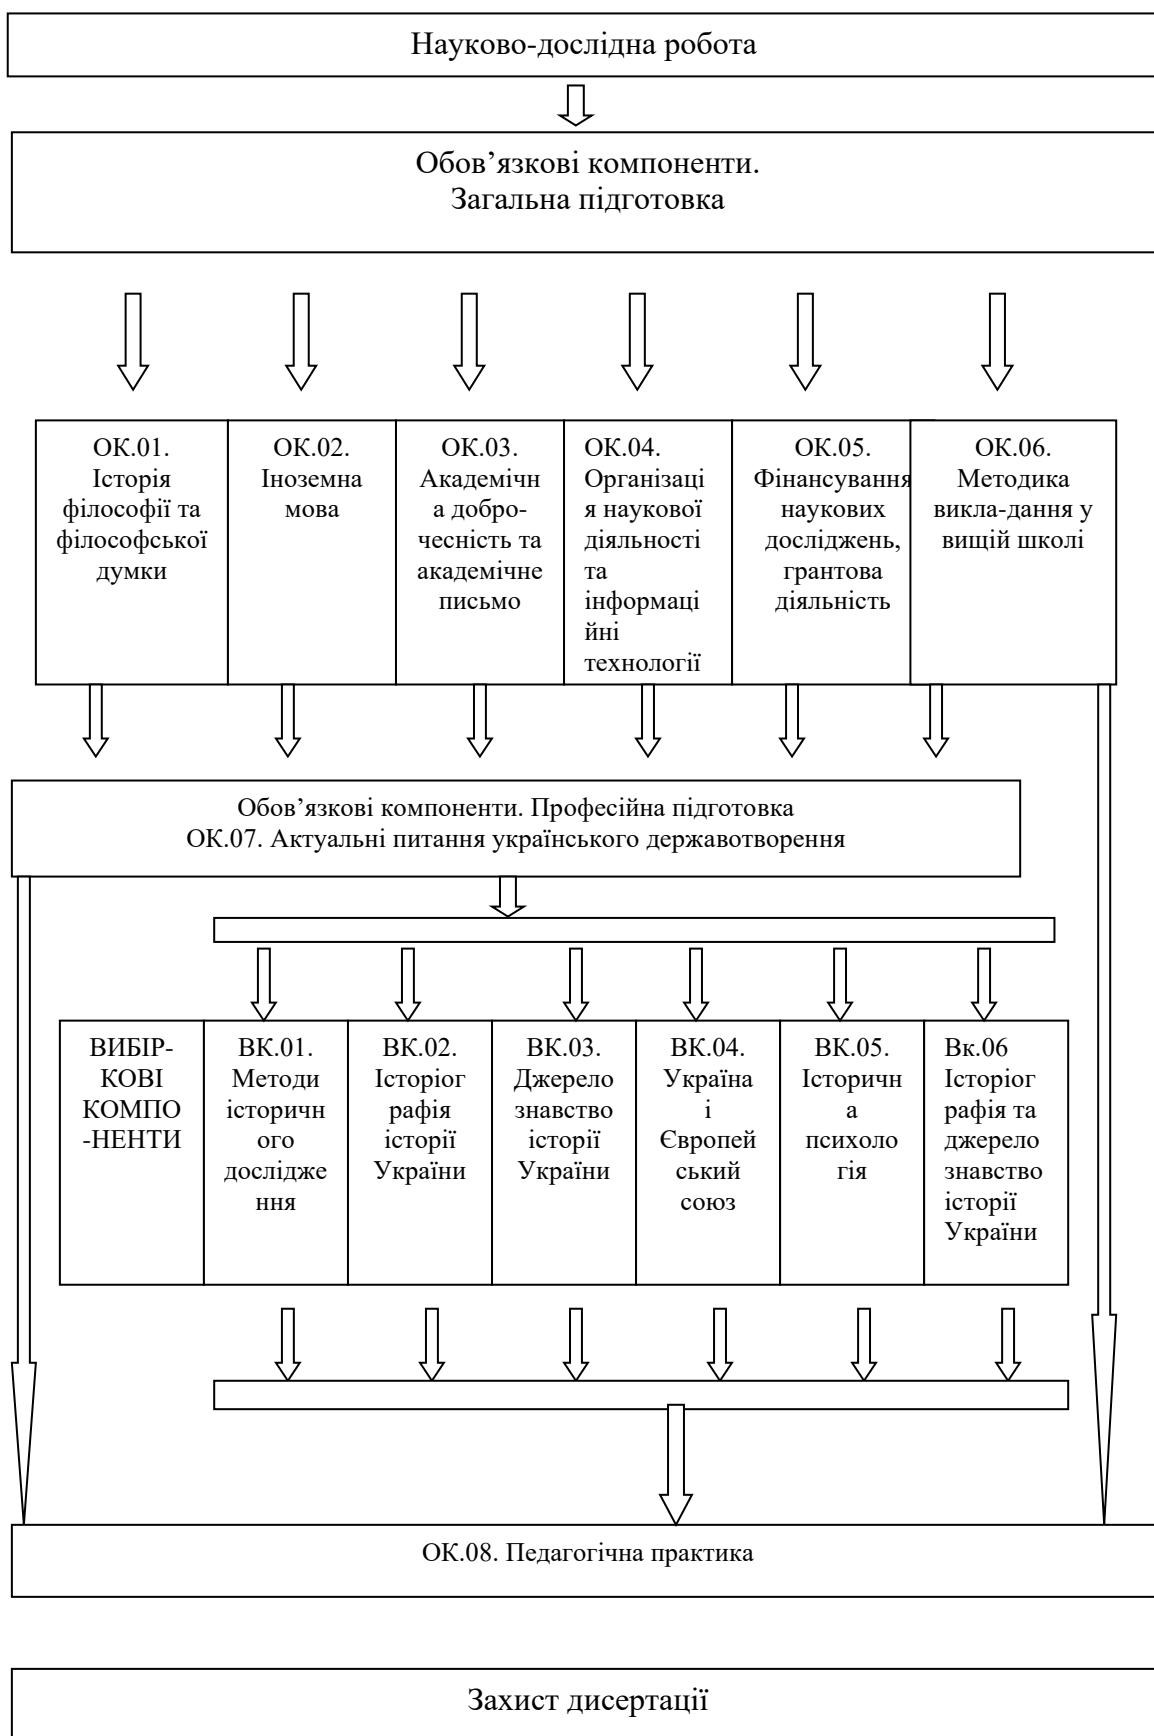 Науково-дослідна робота
Обов’язкові компоненти.
Загальна підготовка
ОК.01.
Історія
філософії та
філософської
думки
ОК.02.
Іноземна
мова
ОК.03.
Академічн
а добро-
чесність та
академічне
письмо
ОК.04.
Організаці
я наукової
діяльності
та
інформаці
йні
технології
ОК.05.
Фінансування
наукових
досліджень,
грантова
діяльність
ОК.06.
Методика
викла-дання у
вищій школі
Обов’язкові компоненти. Професійна підготовка
ОК.07. Актуальні питання українського державотворення
ВИБІР-
КОВІ
КОМПО
-НЕНТИ
ВК.01.
Методи
історичн
ого
дослідже
ння
ВК.02.
Історіог
рафія
історії
України
ВК.03.
Джерело
знавство
історії
України
ВК.04.
Україна
і
Європей
ський
союз
ВК.05.
Історичн
а
психоло
гія
Вк.06
Історіог
рафія та
джерело
знавство
історії
України
ОК.08. Педагогічна практика
Захист дисертації